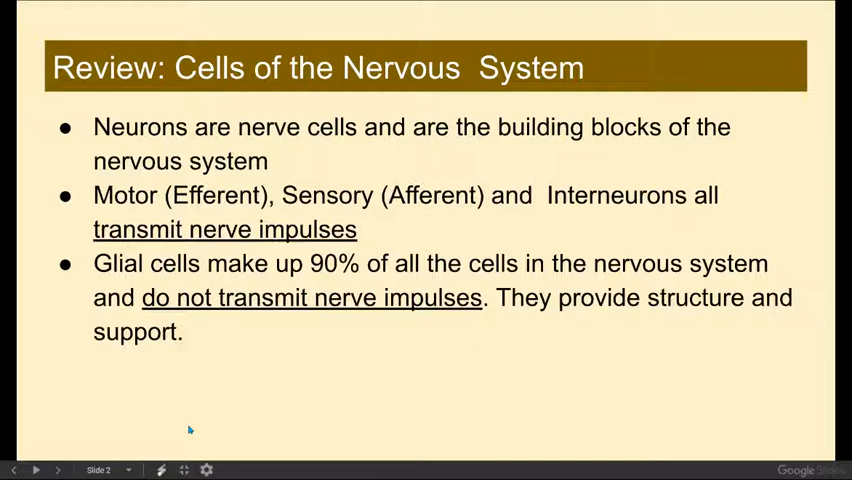 Review: Cells of the Nervous System
● Neurons are nerve cells and are the building blocks of the
nervous system
● Motor (Efferent), Sensory (Afferent) and Interneurons all
transmit nerve impulses
● Glial cells make up 90% of all the cells in the nervous system
and do not transmit nerve impulses. They provide structure and
support.
Slide 2
Google Slides